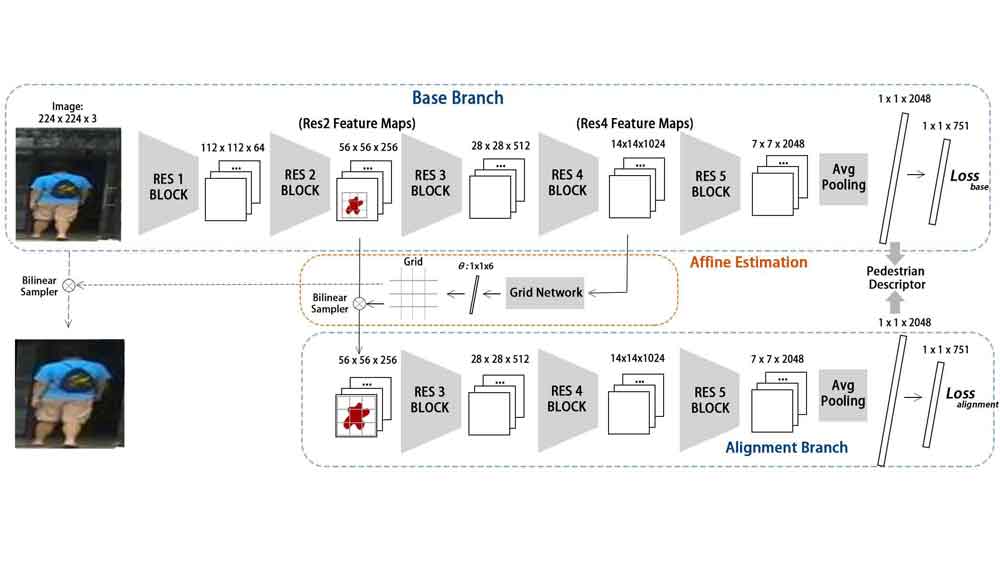 Base Branch
Image:
224 x 224 x 3
(Res2 Feature Maps)
(Res4 Feature Maps)
1 x 1 x 2048
1 x 1 x 751
112 x 112 x 64
56 x 56 x 256
28 x 28 x 512
14x14x1024
7 x 7 x 2048
RES 1
BLOCK
...
RES 2
BLOCK
...
RES 3
BLOCK
...
RES 4
BLOCK
...
RES 5
BLOCK
...
Avg
Pooling
Loss base
Affine Estimation
Pedestrian
Descriptor
Bilinear
Sampler
Grid
θ : 1x1x6
Grid Network
Bilinear
Sampler
1 x 1 x 2048
1 x 1 x 751
56 x 56 x 256
28 x 28 x 512
14x14x1024
7 x 7 x 2048
...
RES 3
BLOCK
...
RES 4
BLOCK
...
RES 5
BLOCK
...
Avg
Pooling
Loss alignment
Alignment Branch